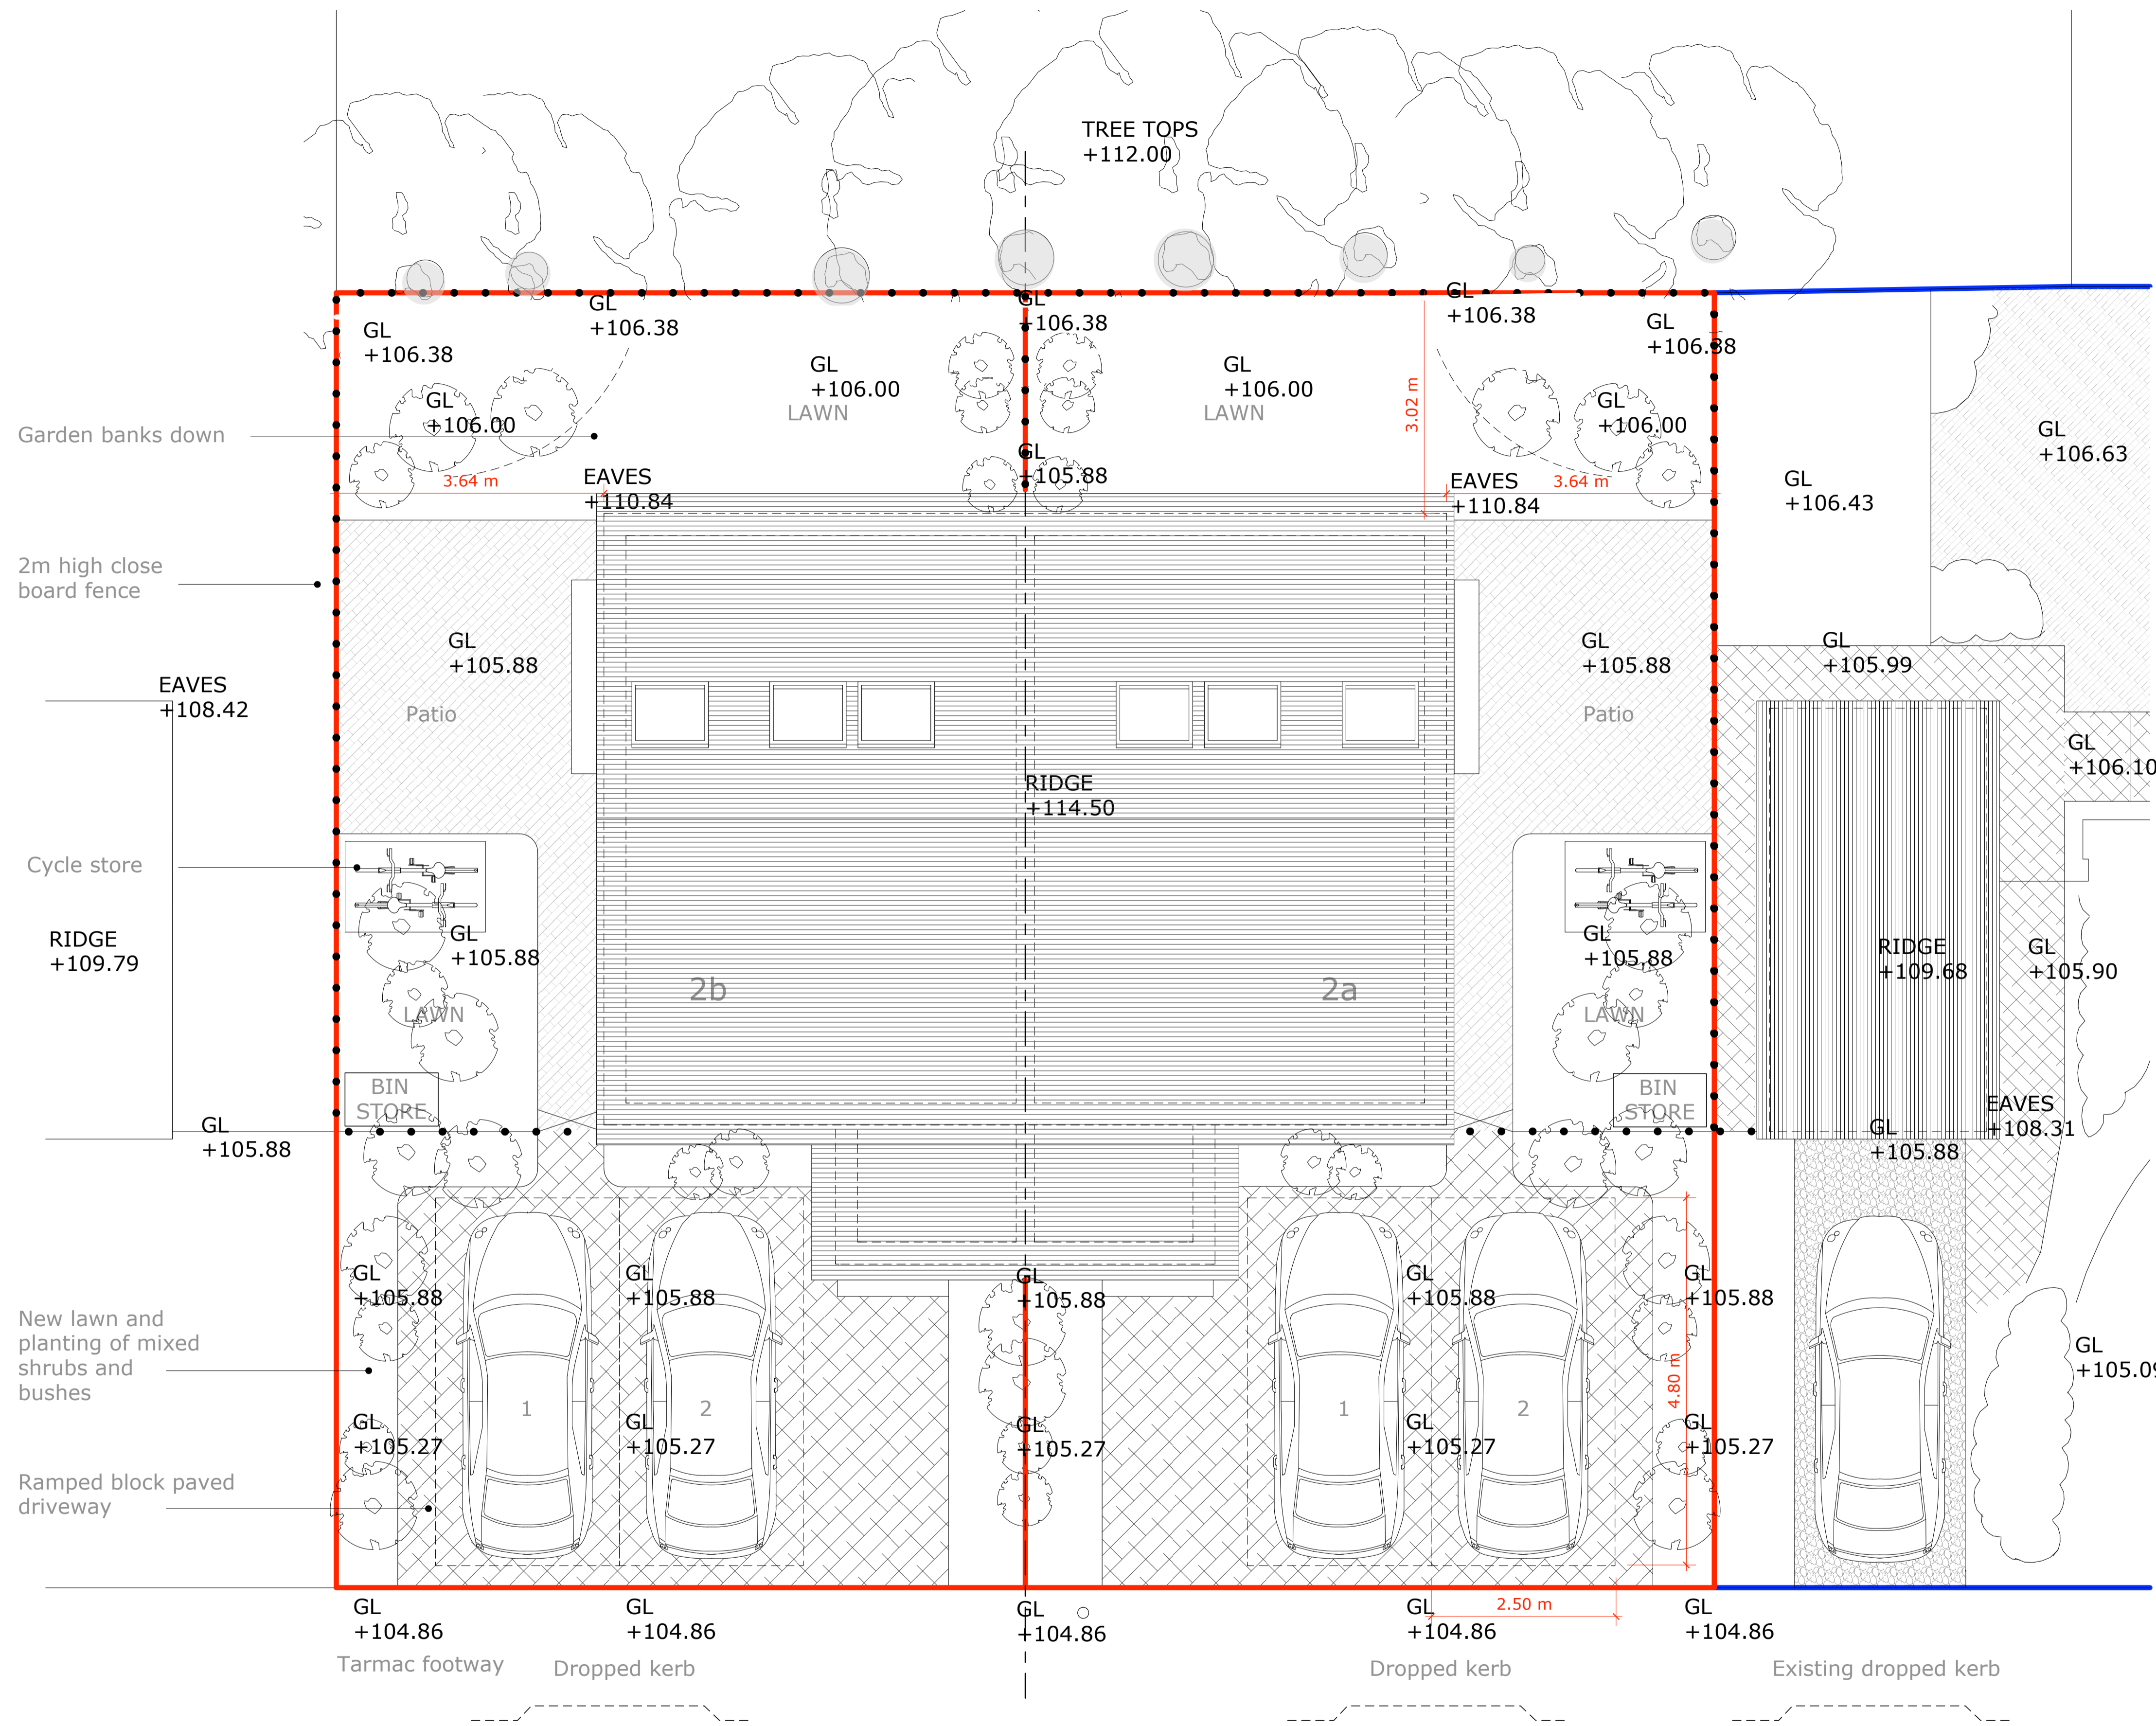 TREE TOPS
+112.00
GL
+106.38
GL
+106.38
GL
+106.38
GL
+106.38
GL
+106.38
GL
+106.00
LAWN
GL
+106.00
LAWN
3.02 m
GL
+106.00
GL
+106.00
Garden banks down
GL
+106.63
GL
+105.88
3.64 m
EAVES
+110.84
EAVES
+110.84
3.64 m
GL
+106.43
2m high close
board fence
GL
+105.88
Patio
GL
+105.88
Patio
GL
+105.99
EAVES
+108.42
GL
+106.10
RIDGE
+114.50
Cycle store
RIDGE
+109.79
GL
+105.88
LAWN
2b
2a
GL
+105.88
LAWN
RIDGE
+109.68
GL
+105.90
BIN
STORE
BIN
STORE
EAVES
+108.31
GL
+105.88
GL
+105.88
GL
+105.88
GL
+105.88
GL
+105.88
GL
+105.88
GL
+105.88
New lawn and
planting of mixed
shrubs and
bushes
4.80 m
GL
+105.09
1
2
1
2
GL
+105.27
GL
+105.27
GL
+105.27
GL
+105.27
GL
+105.27
Ramped block paved
driveway
2.50 m
GL
+104.86
GL
+104.86
GL
+104.86
GL
+104.86
GL
+104.86
Tarmac footway
Dropped kerb
Dropped kerb
Existing dropped kerb